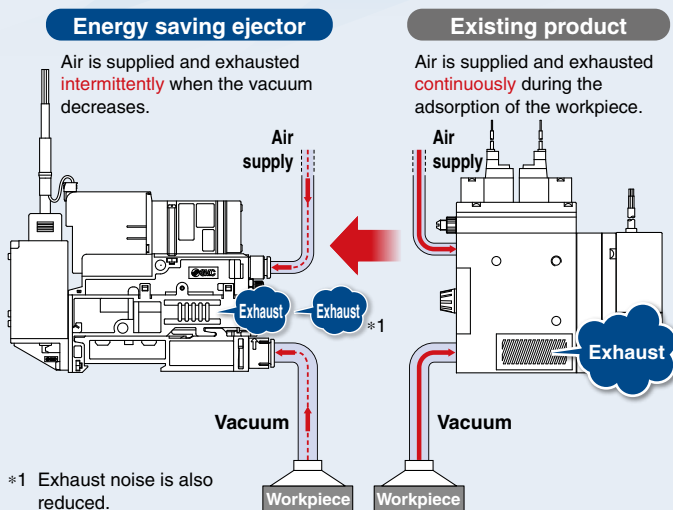 Energy saving ejector
Air is supplied and exhausted
intermittently when the vacuum
decreases.
Existing product
Air is supplied and exhausted
continuously during the
adsorption of the workpiece.
Air
supply
Air
supply
SMC
Exhaust
Exhaust
*1
Exhaust
Vacuum
Vacuum
Workpiece
Workpiece
*1 Exhaust noise is also
reduced.